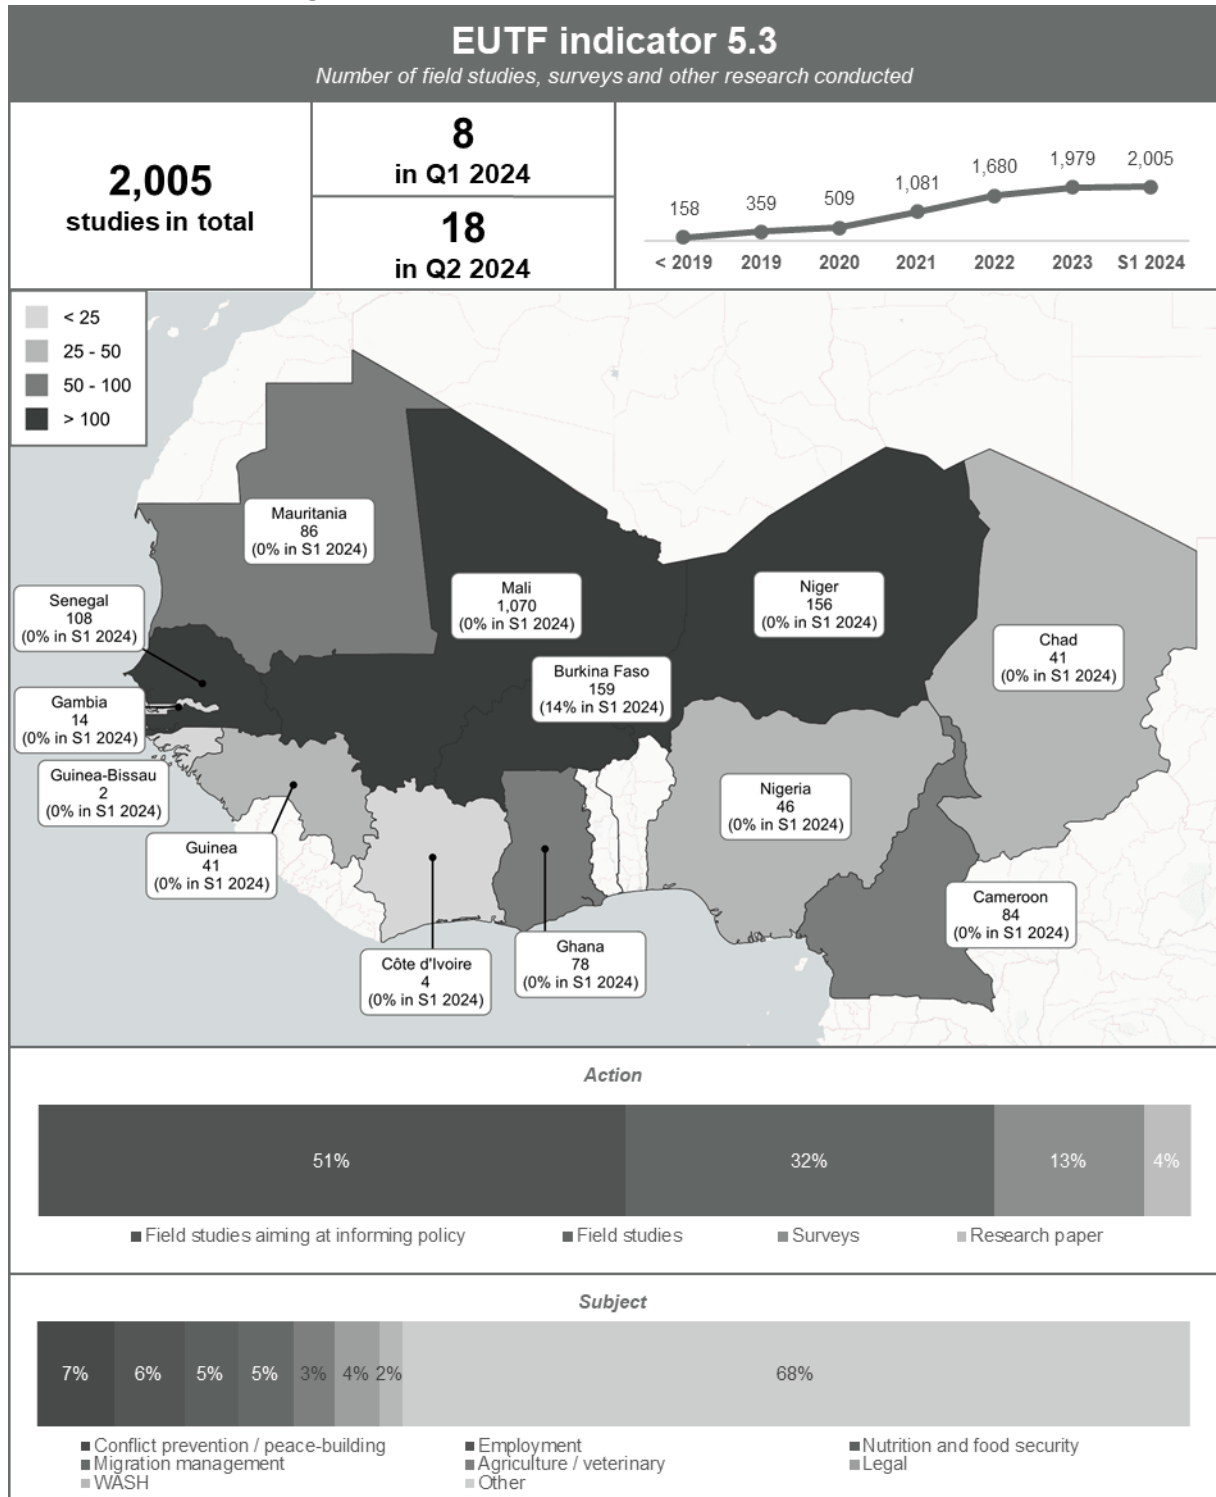 EUTF indicator 5.3
Number of field studies, surveys and other research conducted
2,005
studies in total
8
in Q1 2024
18
in Q2 2024
158
359
509
1,081
1,680
1,979
2,005
< 2019
2019
2020
2021
2022
2023
S1 2024
< 25
25 - 50
50 - 100
> 100
Mauritania
86
(0% in S1 2024)
Mali
1,070
(0% in S1 2024)
Niger
156
(0% in S1 2024)
Senegal
108
(0% in S1 2024)
Chad
41
(0% in S1 2024)
Burkina Faso
159
(14% in S1 2024)
Gambia
14
(0% in S1 2024)
Guinea-Bissau
2
(0% in S1 2024)
Nigeria
46
(0% in S1 2024)
Guinea
41
(0% in S1 2024)
Cameroon
84
(0% in S1 2024)
Ghana
78
(0% in S1 2024)
Côte d'Ivoire
4
(0% in S1 2024)
Action
51%
32%
13%
4%
Field studies aiming at informing policy
Field studies
Surveys
Research paper
Subject
7%
6%
5%
5%
3%
4%
2%
68%
Conflict prevention / peace-building
Employment
Nutrition and food security
Migration management
Agriculture / veterinary
Legal
WASH
Other